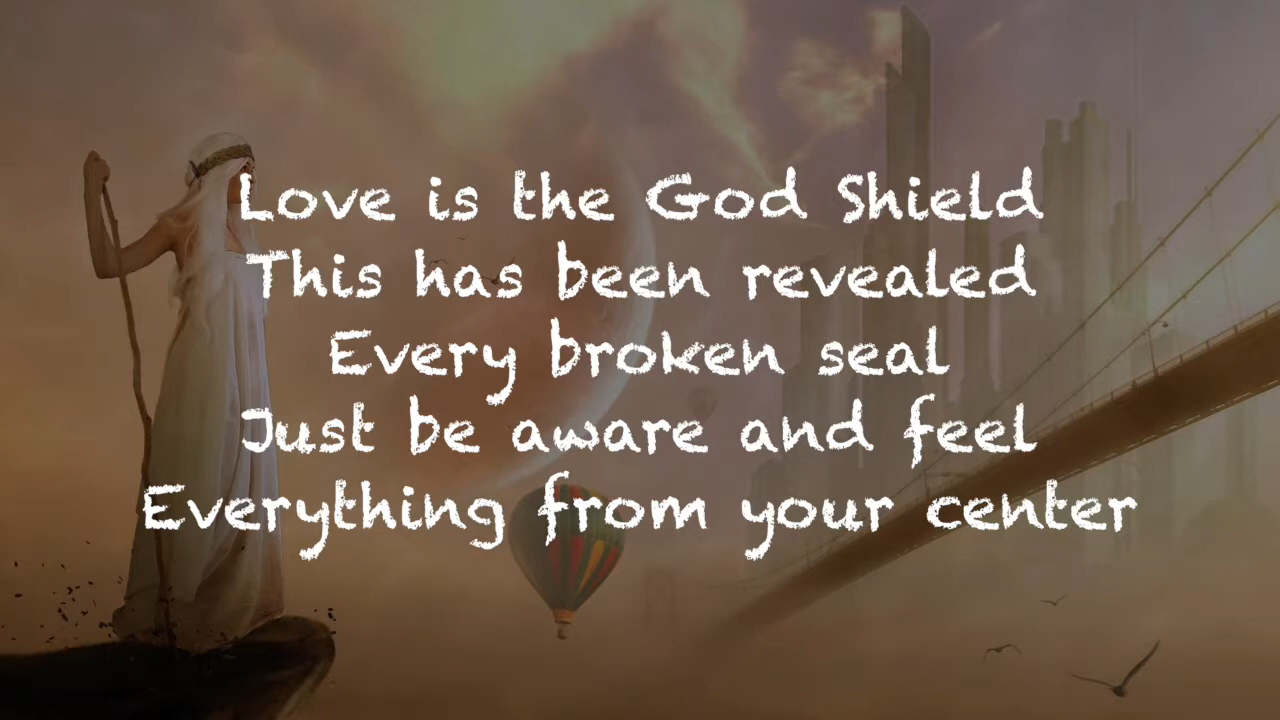 Love is the God Shield
This has been revealed
Every broken seal
Just be aware and feel
Everything from your center